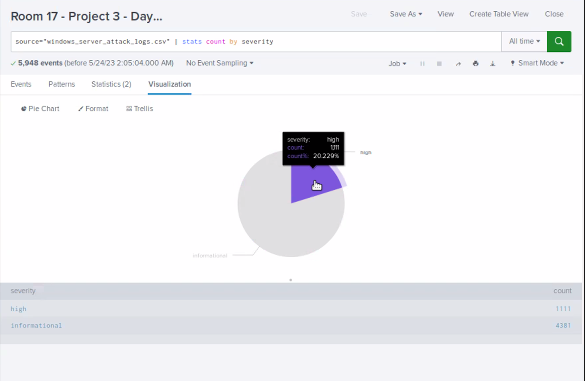 Room 17 - Project 3 - Day...
Save
Save As
View
Create Table View
Close
source="windows_server_attack_logs.csv" | stats count by severity
All time
5,948 events (before 5/24/23 2:05:04.000 AM)
No Event Sampling
Job
Smart Mode
Events
Patterns
Statistics (2)
Visualization
Pie Chart
Format
Trellis
severity: high
count: 1111
count%: 20.229%
high
informational
severity count
high 1111
informational 4381